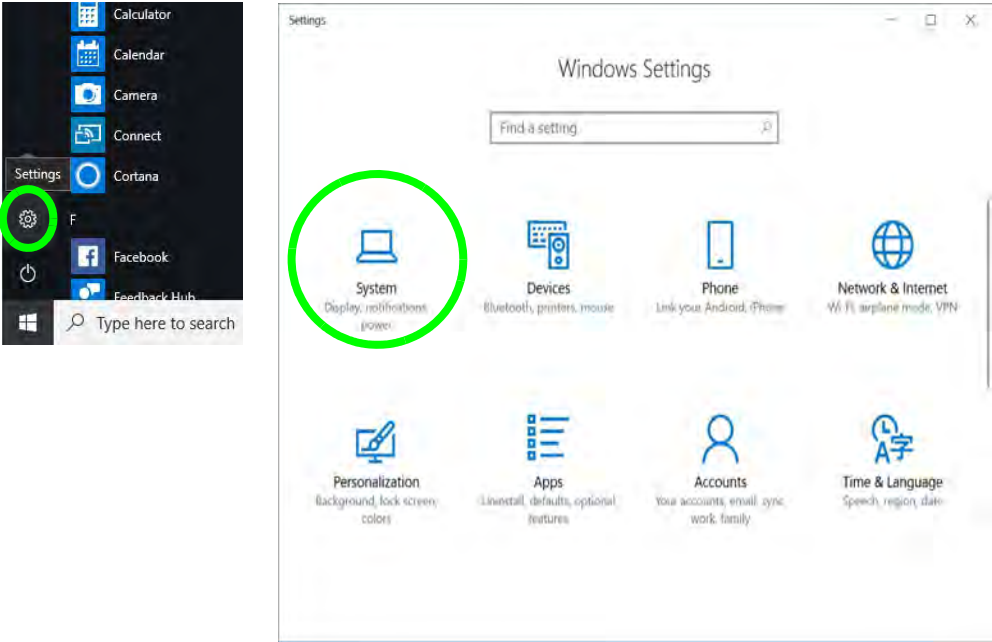 Calculator
Calendar
Camera
Connect
Settings
Cortana
F
Facebook
Feedback Hub
Type here to search
Settings
Windows Settings
Find a setting
System
Display, notifications,
power
Devices
Bluetooth, printers, mouse
Phone
Link your Android, iPhone
Network & Internet
Wi-Fi, airplane mode, VPN
Personalization
Background, lock screen,
colors
Apps
Uninstall, defaults, optional
features
Accounts
Your accounts, email, sync,
work, family
Time & Language
Speech, region, date
A字